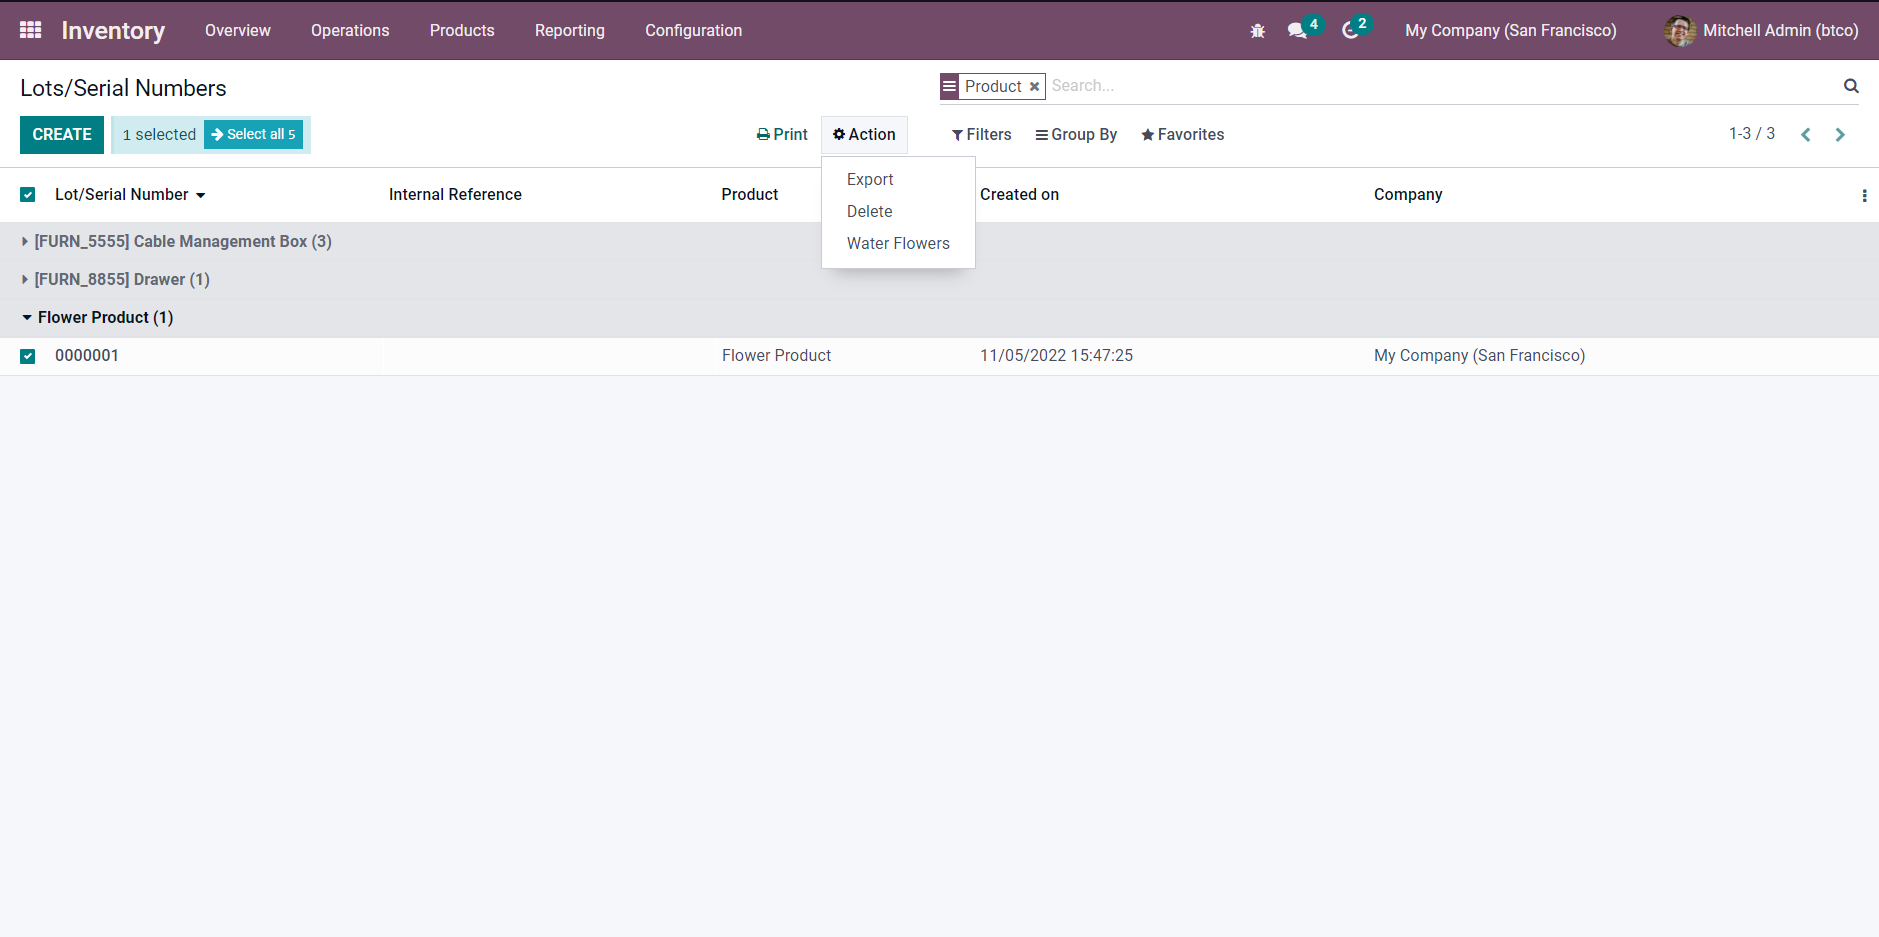 Inventory Overview Operations Products Reporting Configuration 4 2 My Company (San Francisco) Mitchell Admin (btco)
Lots/Serial Numbers Product Search...
CREATE 1 selected Select all 5 Print Action Filters Group By Favorites 1-3 / 3
Export
Delete
Water Flowers
Lot/Serial Number Internal Reference Product Created on Company
[FURN_5555] Cable Management Box (3)
[FURN_8855] Drawer (1)
Flower Product (1)
0000001 Flower Product 11/05/2022 15:47:25 My Company (San Francisco)